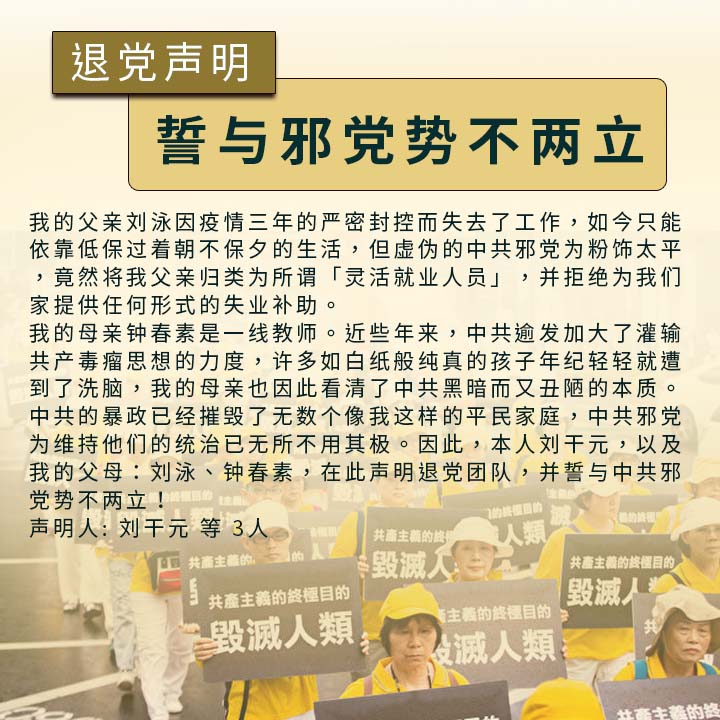 退党声明
誓与邪党势不两立
我的父亲刘泳因疫情三年的严密封控而失去了工作，如今只能
依靠低保过着朝不保夕的生活，但虚伪的中共邪党为粉饰太平
，竟然将我父亲归类为所谓「灵活就业人员」，并拒绝为我们
家提供任何形式的失业补助。
我的母亲钟春素是一线教师。近些年来，中共逾发加大了灌输
共产毒瘤思想的力度，许多如白纸般纯真的孩子年纪轻轻就遭
到了洗脑，我的母亲也因此看清了中共黑暗而又丑陋的本质。
中共的暴政已经摧毁了无数个像我这样的平民家庭，中共邪党
为维持他们的统治已无所不用其极。因此，本人刘干元，以及
我的父母：刘泳、钟春素，在此声明退党团队，并誓与中共邪
党势不两立！
声明人: 刘干元 等 3人
共產主義的終極目的
毀滅人
共產主義的終極目的
毀滅人類
共產主義的終極目的
毀滅人類
共產主義的終極目的
毀滅人類
共產主義的終極目的